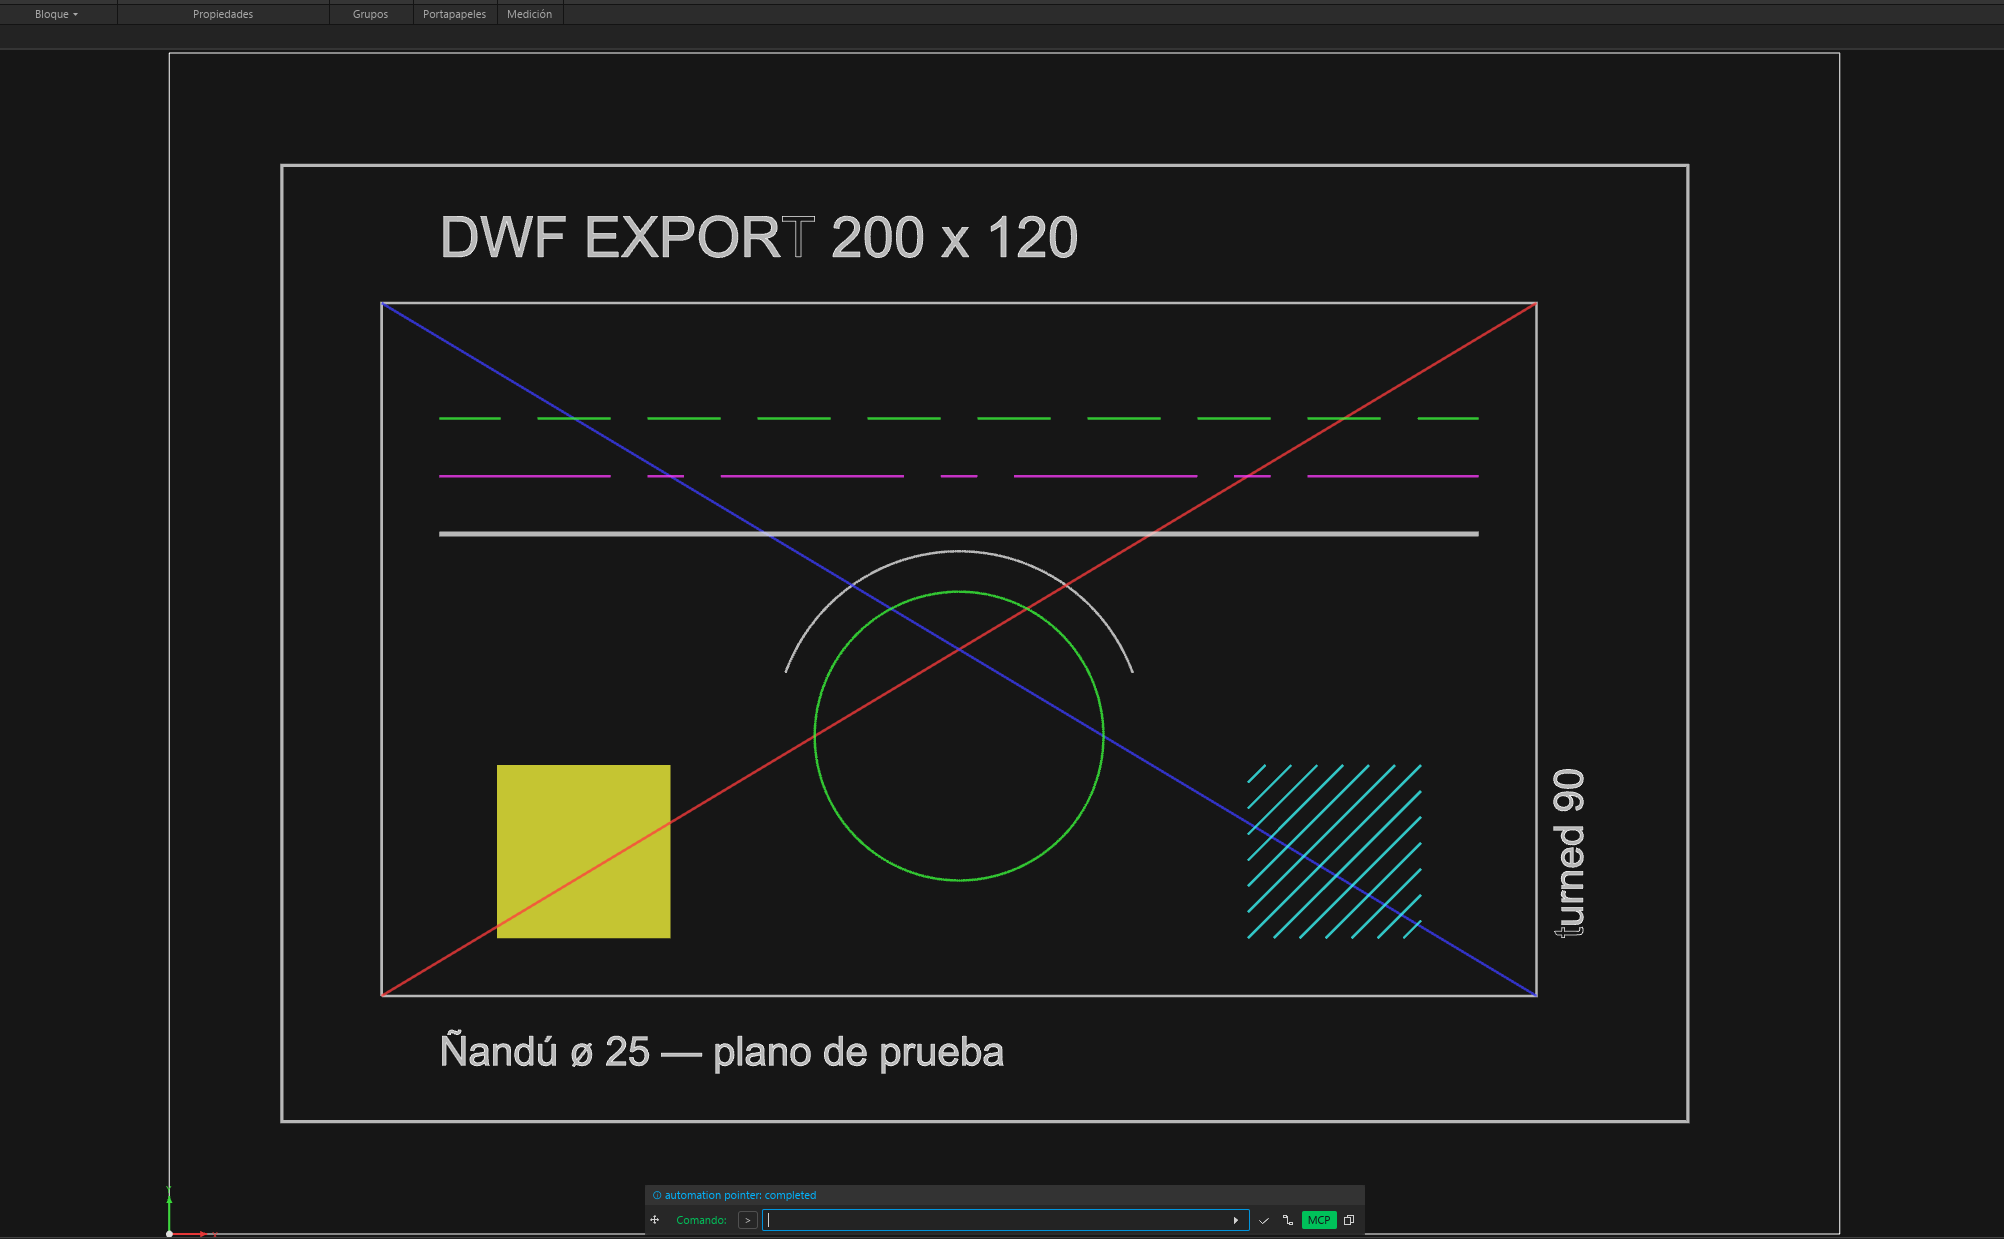 Bloque
Propiedades
Grupos
Portapapeles
Medición
DWF EXPORT 200 x 120
turned 90
Ñandú ø 25 — plano de prueba
Y
X
automation pointer: completed
Comando:
>
MCP